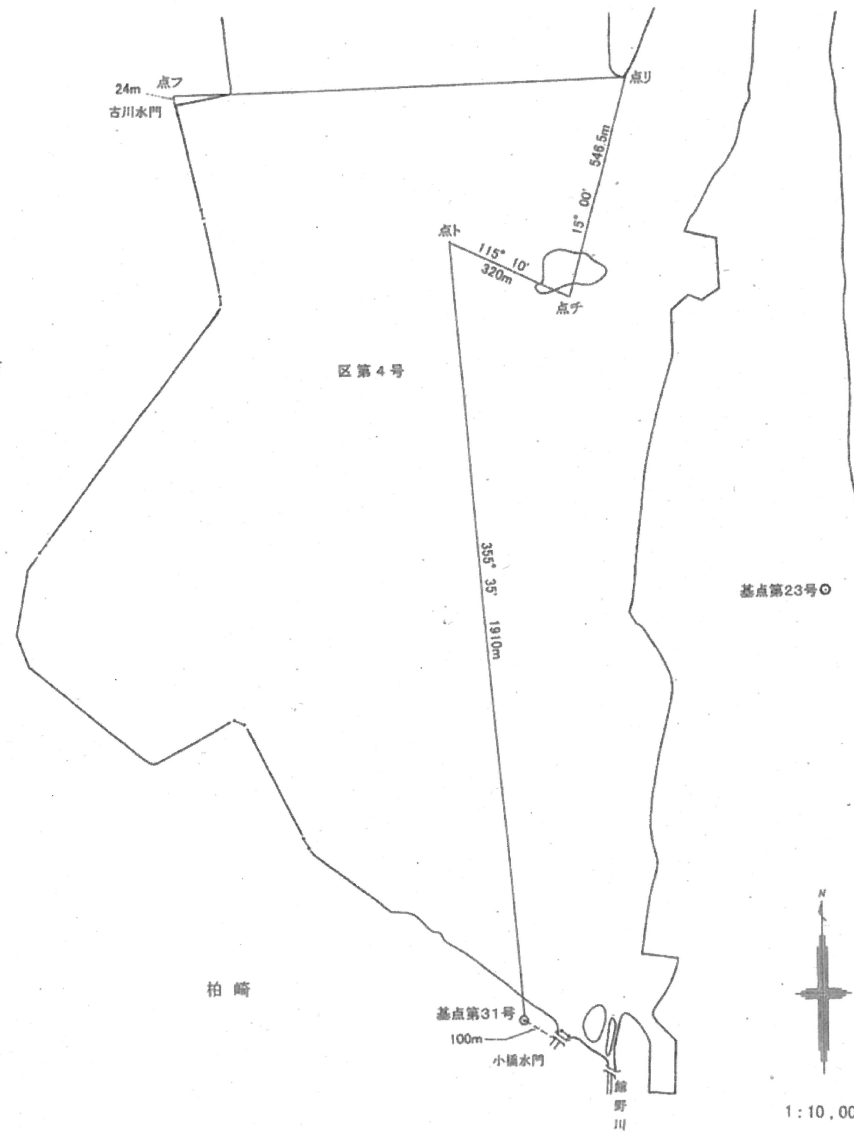 24m
点フ
古川水門
点リ
546.5m
15° 00′
点ト
115° 10′
320m
点チ
区第4号
355° 35′ 1910m
基点第23号
柏崎
N
基点第31号
100m
小橋水門
野川
1:10,00